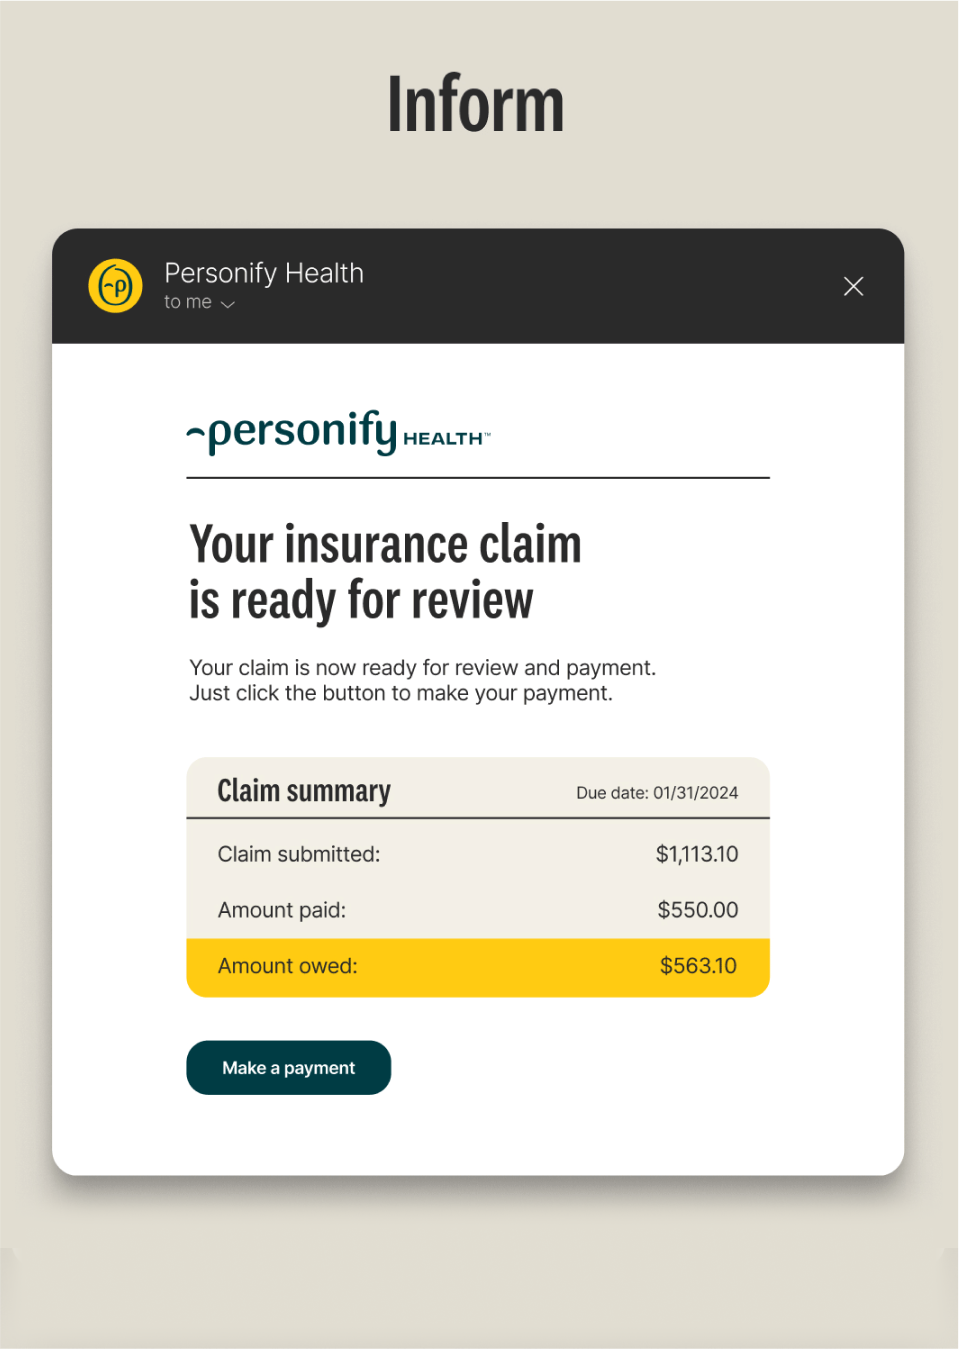 Inform
Personify Health
to me
personify HEALTH™
Your insurance claim
is ready for review
Your claim is now ready for review and payment.
Just click the button to make your payment.
Claim summary Due date: 01/31/2024
Claim submitted: $1,113.10
Amount paid: $550.00
Amount owed: $563.10
Make a payment